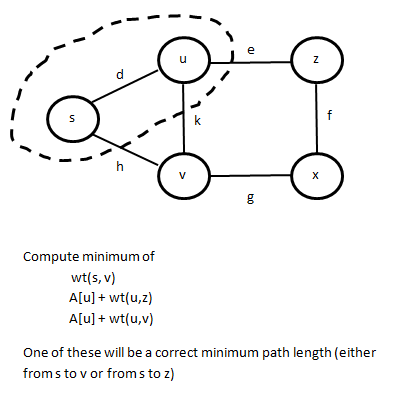 e
u
z
d
s
k
f
h
v
x
g
Compute minimum of
wt(s, v)
A[u] + wt(u,z)
A[u] + wt(u,v)
One of these will be a correct minimum path length (either
from s to v or from s to z)